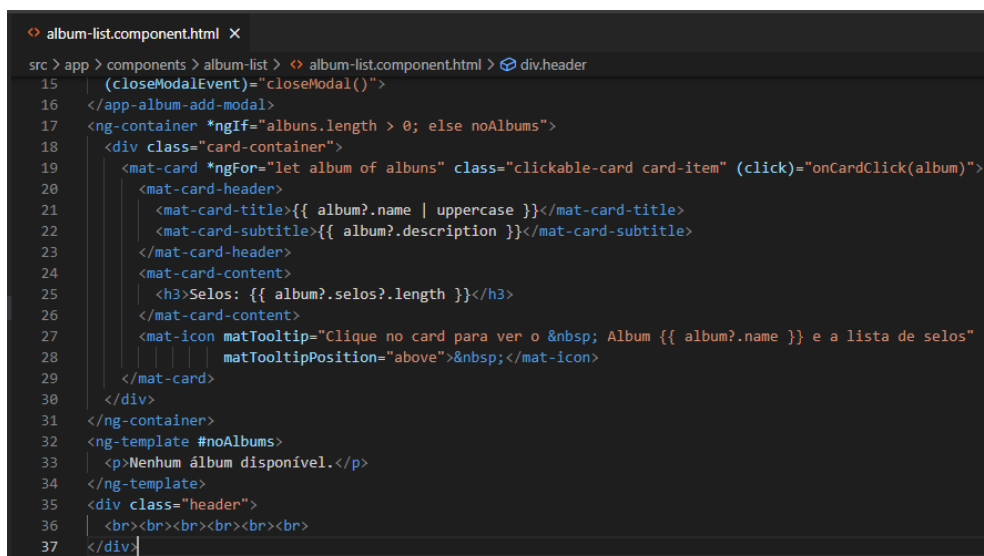 album-list.component.html ×
src > app > components > album-list > album-list.component.html > div.header
15 (closeModalEvent)="closeModal()">
16 </app-album-add-modal>
17 <ng-container *ngIf="albuns.length > 0; else noAlbums">
18 <div class="card-container">
19 <mat-card *ngFor="let album of albuns" class="clickable-card card-item" (click)="onCardClick(album)">
20 <mat-card-header>
21 <mat-card-title>{{ album?.name | uppercase }}</mat-card-title>
22 <mat-card-subtitle>{{ album?.description }}</mat-card-subtitle>
23 </mat-card-header>
24 <mat-card-content>
25 <h3>Selos: {{ album?.selos?.length }}</h3>
26 </mat-card-content>
27 <mat-icon matTooltip="Clique no card para ver o &nbsp; Album {{ album?.name }} e a lista de selos"
28 matTooltipPosition="above">&nbsp;</mat-icon>
29 </mat-card>
30 </div>
31 </ng-container>
32 <ng-template #noAlbums>
33 <p>Nenhum álbum disponível.</p>
34 </ng-template>
35 <div class="header">
36 <br><br><br><br><br><br>
37 </div>